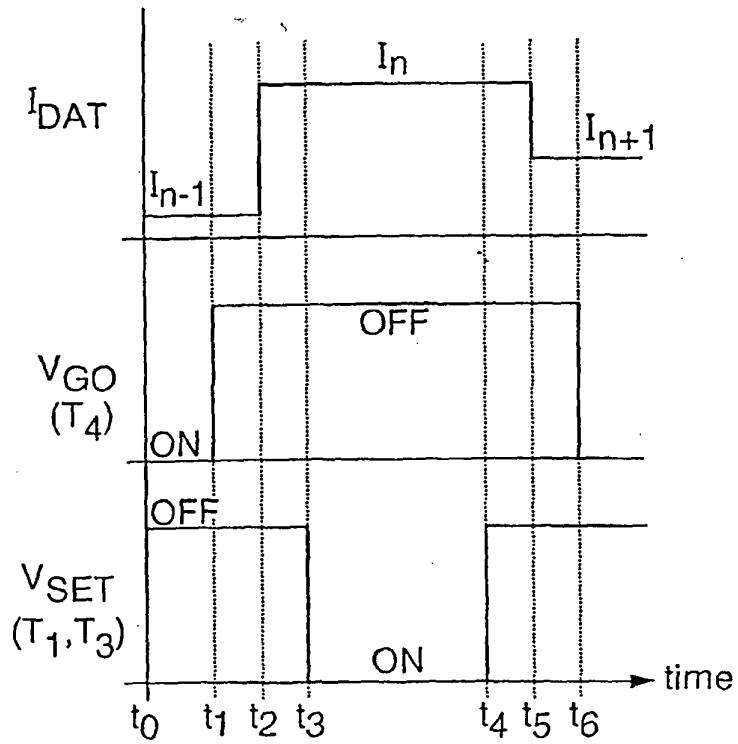 I_n
I_DAT
I_n+1
I_n-1
OFF
V_GO
(T_4)
ON
OFF
V_SET
(T_1,T_3)
ON
time
t_0 t_1 t_2 t_3 t_4 t_5 t_6